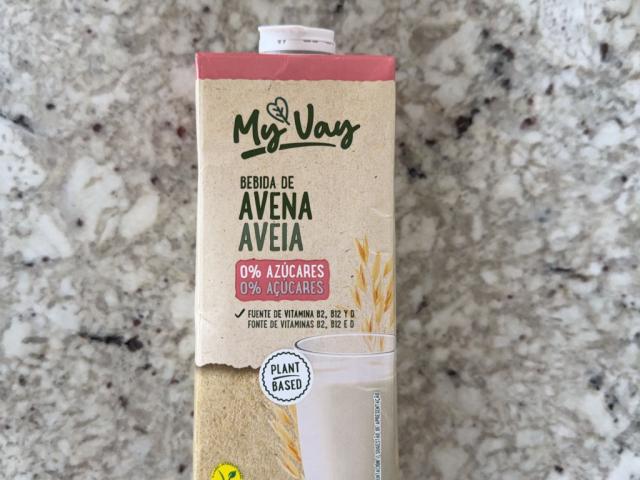 My Vay
BEBIDA DE
AVENA
AVEIA
0% AZÚCARES
0% AÇÚCARES
FUENTE DE VITAMINA B2, B12 Y D
FONTE DE VITAMINAS B2, B12 E D
PLANT
BASED